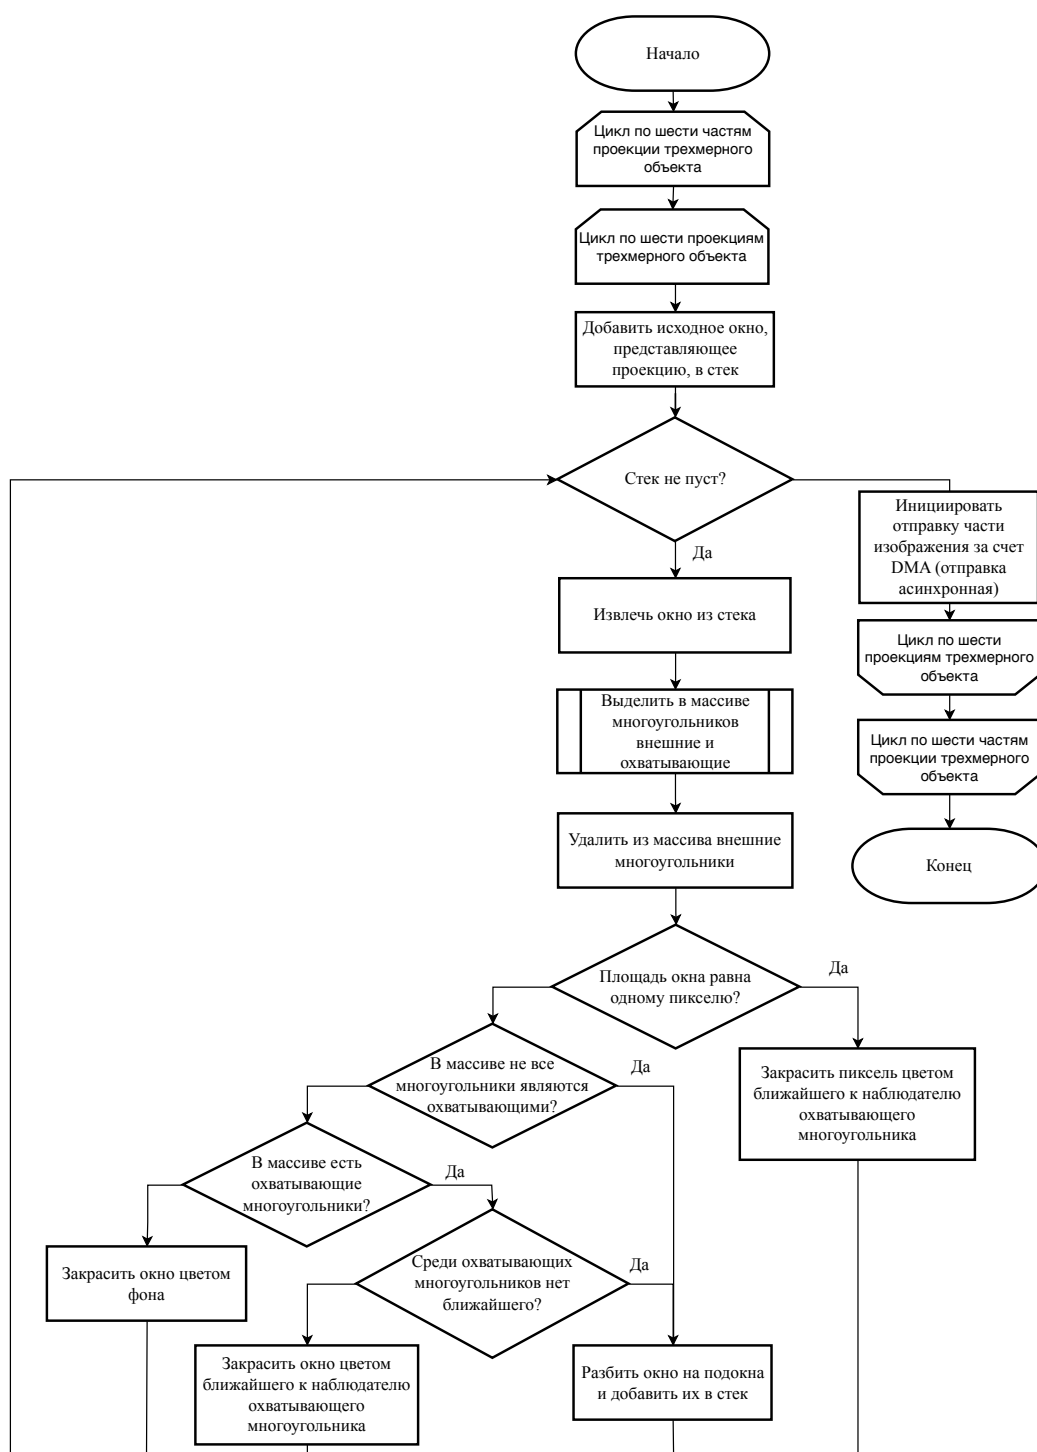 Начало
Цикл по шести частям
проекции трехмерного
объекта
Цикл по шести проекциям
трехмерного объекта
Добавить исходное окно,
представляющее
проекцию, в стек
Стек не пуст?
Да
Инициировать
отправку части
изображения за счет
DMA (отправка
асинхронная)
Извлечь окно из стека
Цикл по шести
проекциям трехмерного
объекта
Выделить в массиве
многоугольников
внешние и
охватывающие
Цикл по шести частям
проекции трехмерного
объекта
Удалить из массива внешние
многоугольники
Конец
Площадь окна равна
одному пикселю?
Да
В массиве не все
многоугольники являются
охватывающими?
Да
Закрасить пиксель цветом
ближайшего к наблюдателю
охватывающего
многоугольника
В массиве есть
охватывающие
многоугольники?
Да
Закрасить окно цветом
фона
Среди охватывающих
многоугольников нет
ближайшего?
Да
Закрасить окно цветом
ближайшего к наблюдателю
охватывающего
многоугольника
Разбить окно на подокна
и добавить их в стек